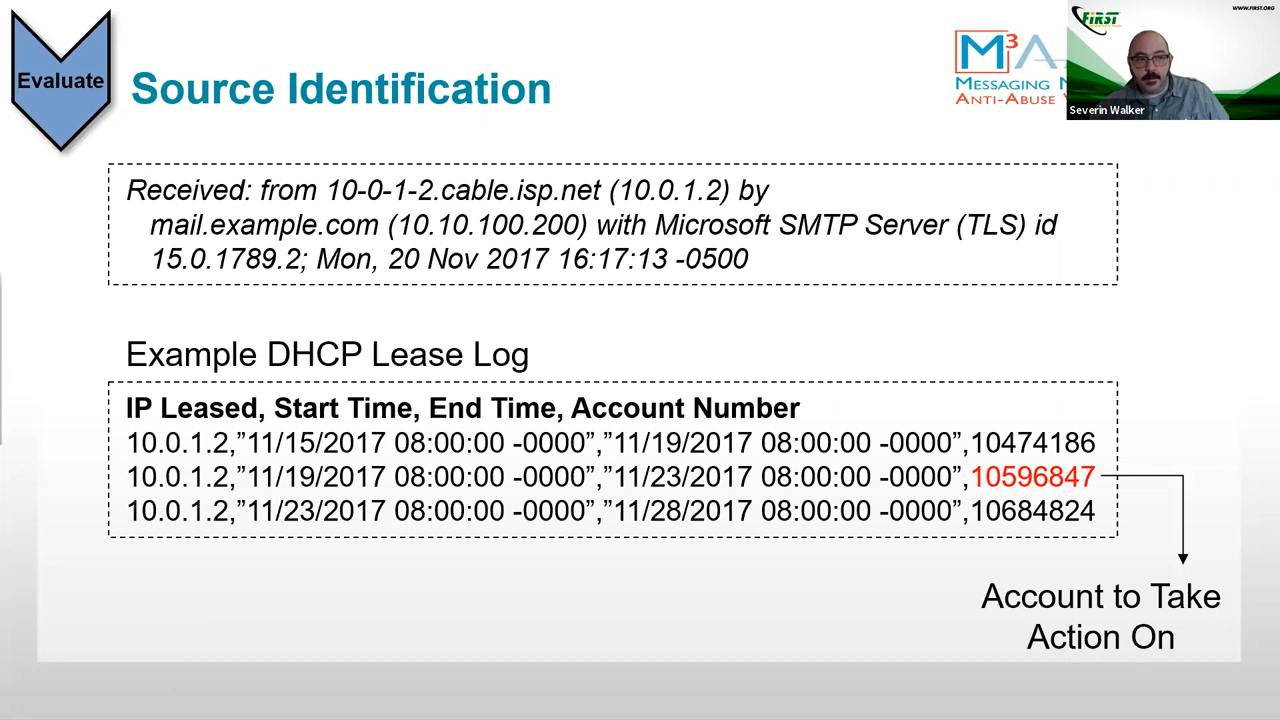 Evaluate
Source Identification
M3AA
MESSAGING
ANTI-ABUSE
FIRST
WWW.FIRST.ORG
Severin Walker
Received: from 10-0-1-2.cable.isp.net (10.0.1.2) by
mail.example.com (10.10.100.200) with Microsoft SMTP Server (TLS) id
15.0.1789.2; Mon, 20 Nov 2017 16:17:13 -0500
Example DHCP Lease Log
IP Leased, Start Time, End Time, Account Number
10.0.1.2,”11/15/2017 08:00:00 -0000”,”11/19/2017 08:00:00 -0000”,10474186
10.0.1.2,”11/19/2017 08:00:00 -0000”,”11/23/2017 08:00:00 -0000”,10596847
10.0.1.2,”11/23/2017 08:00:00 -0000”,”11/28/2017 08:00:00 -0000”,10684824
Account to Take
Action On